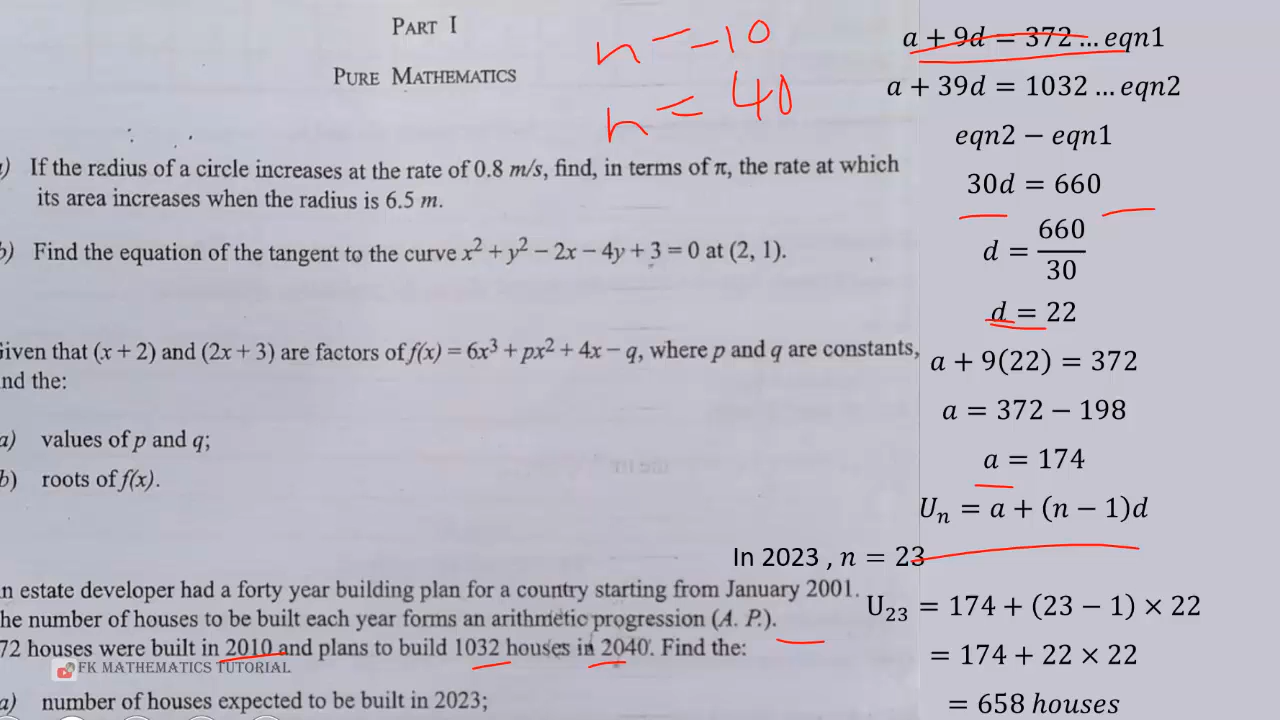 PART I
PURE MATHEMATICS
n = -10
n = 40
) If the radius of a circle increases at the rate of 0.8 m/s, find, in terms of π, the rate at which
its area increases when the radius is 6.5 m.
) Find the equation of the tangent to the curve x² + y² − 2x − 4y + 3 = 0 at (2, 1).
iven that (x + 2) and (2x + 3) are factors of f(x) = 6x³ + px² + 4x − q, where p and q are constants,
nd the:
a) values of p and q;
b) roots of f(x).
n estate developer had a forty year building plan for a country starting from January 2001.
he number of houses to be built each year forms an arithmetic progression (A. P.).
72 houses were built in 2010 and plans to build 1032 houses in 2040. Find the:
FK MATHEMATICS TUTORIAL
a) number of houses expected to be built in 2023;
a + 9d = 372 ... eqn1
a + 39d = 1032 ... eqn2
eqn2 − eqn1
30d = 660
d = 660/30
d = 22
a + 9(22) = 372
a = 372 − 198
a = 174
Uₙ = a + (n − 1)d
In 2023 , n = 23
U₂₃ = 174 + (23 − 1) × 22
= 174 + 22 × 22
= 658 houses